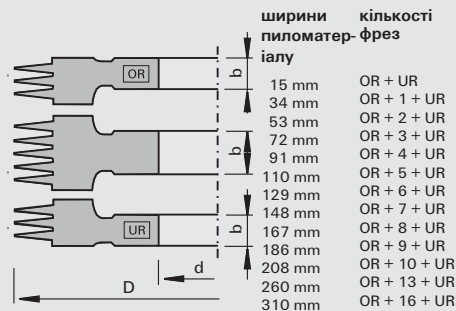 ширини кількості
пиломатер- фрез
іалу
15 mm OR + UR
34 mm OR + 1 + UR
53 mm OR + 2 + UR
72 mm OR + 3 + UR
91 mm OR + 4 + UR
110 mm OR + 5 + UR
129 mm OR + 6 + UR
148 mm OR + 7 + UR
167 mm OR + 8 + UR
186 mm OR + 9 + UR
208 mm OR + 10 + UR
260 mm OR + 13 + UR
310 mm OR + 16 + UR
OR
b
b
UR
b
d
D